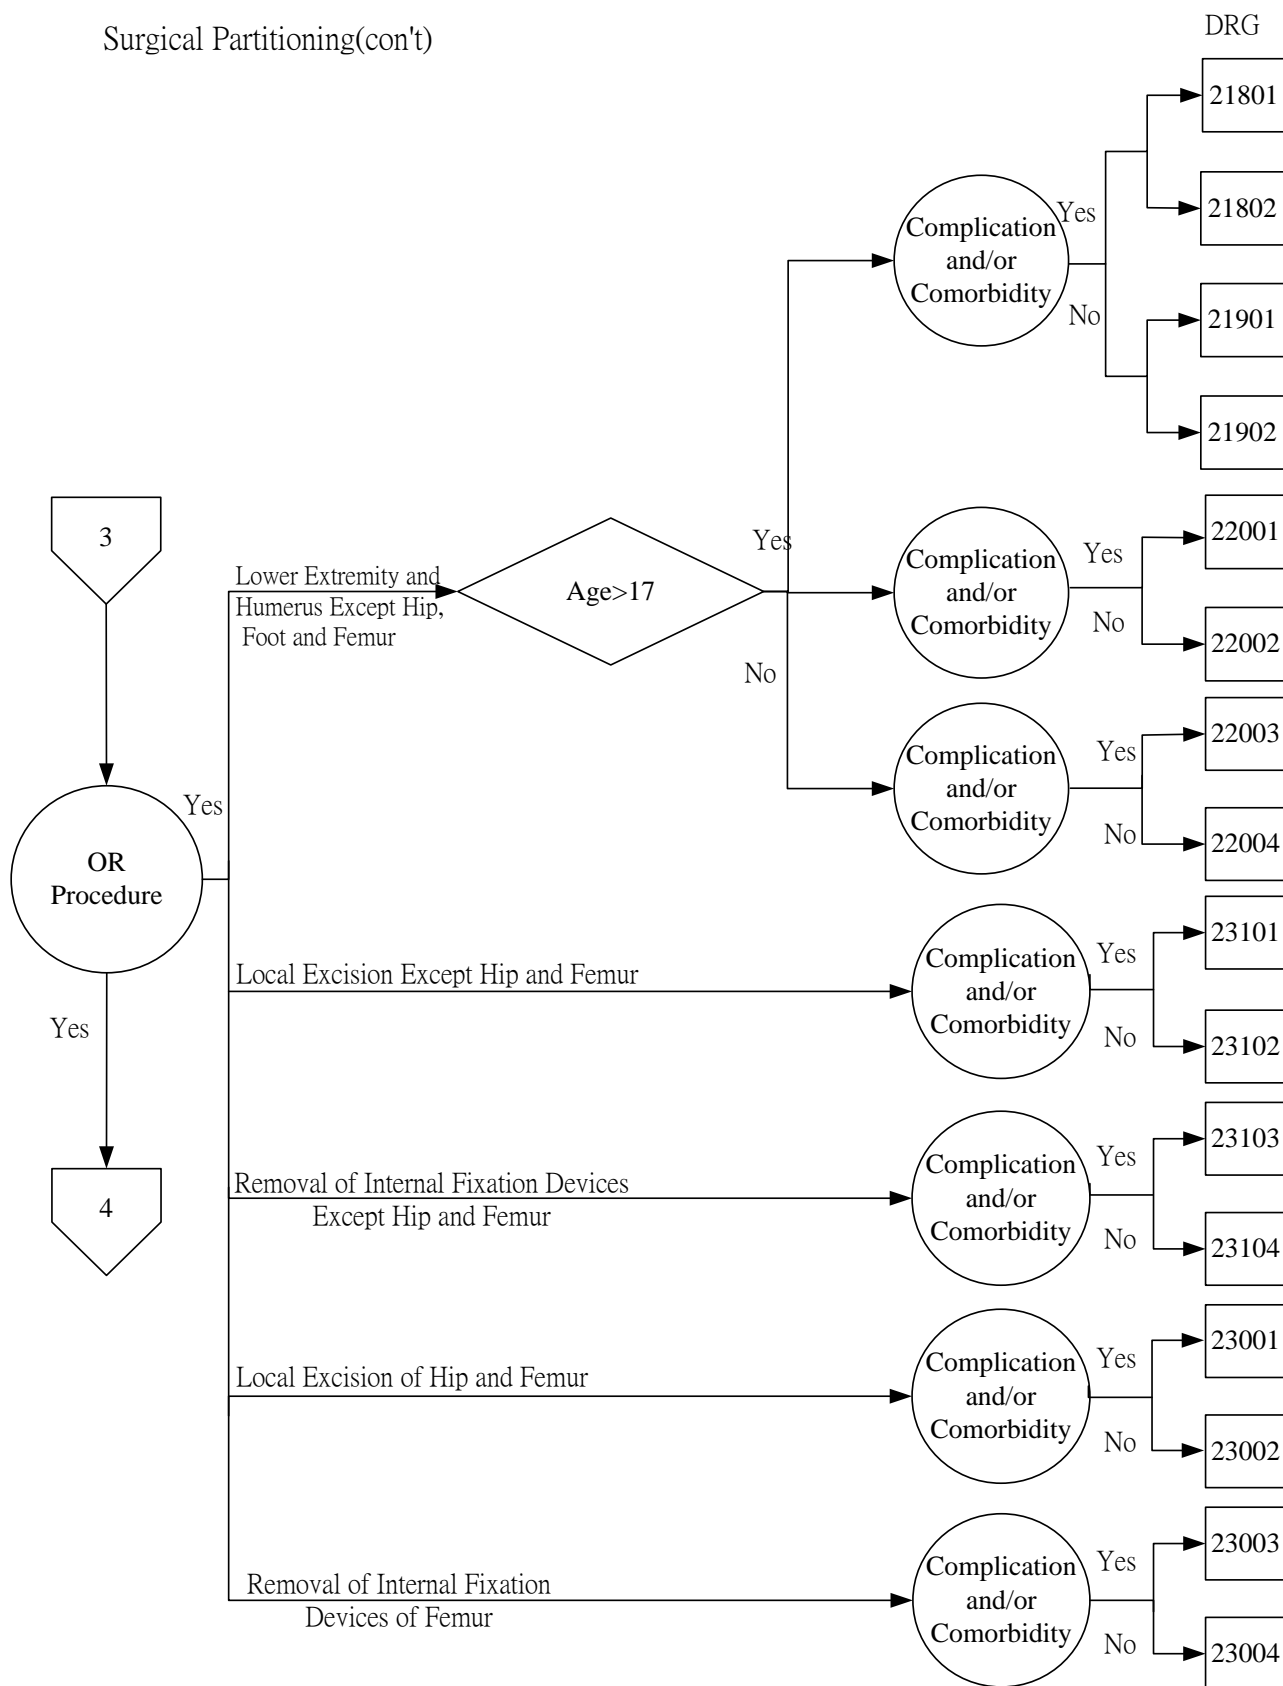 Surgical Partitioning(con't)
DRG
21801
Complication
and/or
Comorbidity
Yes
No
21802
21901
21902
3
Lower Extremity and
Humerus Except Hip,
Foot and Femur
Age>17
Yes
No
Complication
and/or
Comorbidity
Yes
No
22001
22002
Complication
and/or
Comorbidity
Yes
No
22003
22004
OR
Procedure
Yes
Yes
4
Local Excision Except Hip and Femur
Complication
and/or
Comorbidity
Yes
No
23101
23102
Removal of Internal Fixation Devices
Except Hip and Femur
Complication
and/or
Comorbidity
Yes
No
23103
23104
Local Excision of Hip and Femur
Complication
and/or
Comorbidity
Yes
No
23001
23002
Removal of Internal Fixation
Devices of Femur
Complication
and/or
Comorbidity
Yes
No
23003
23004